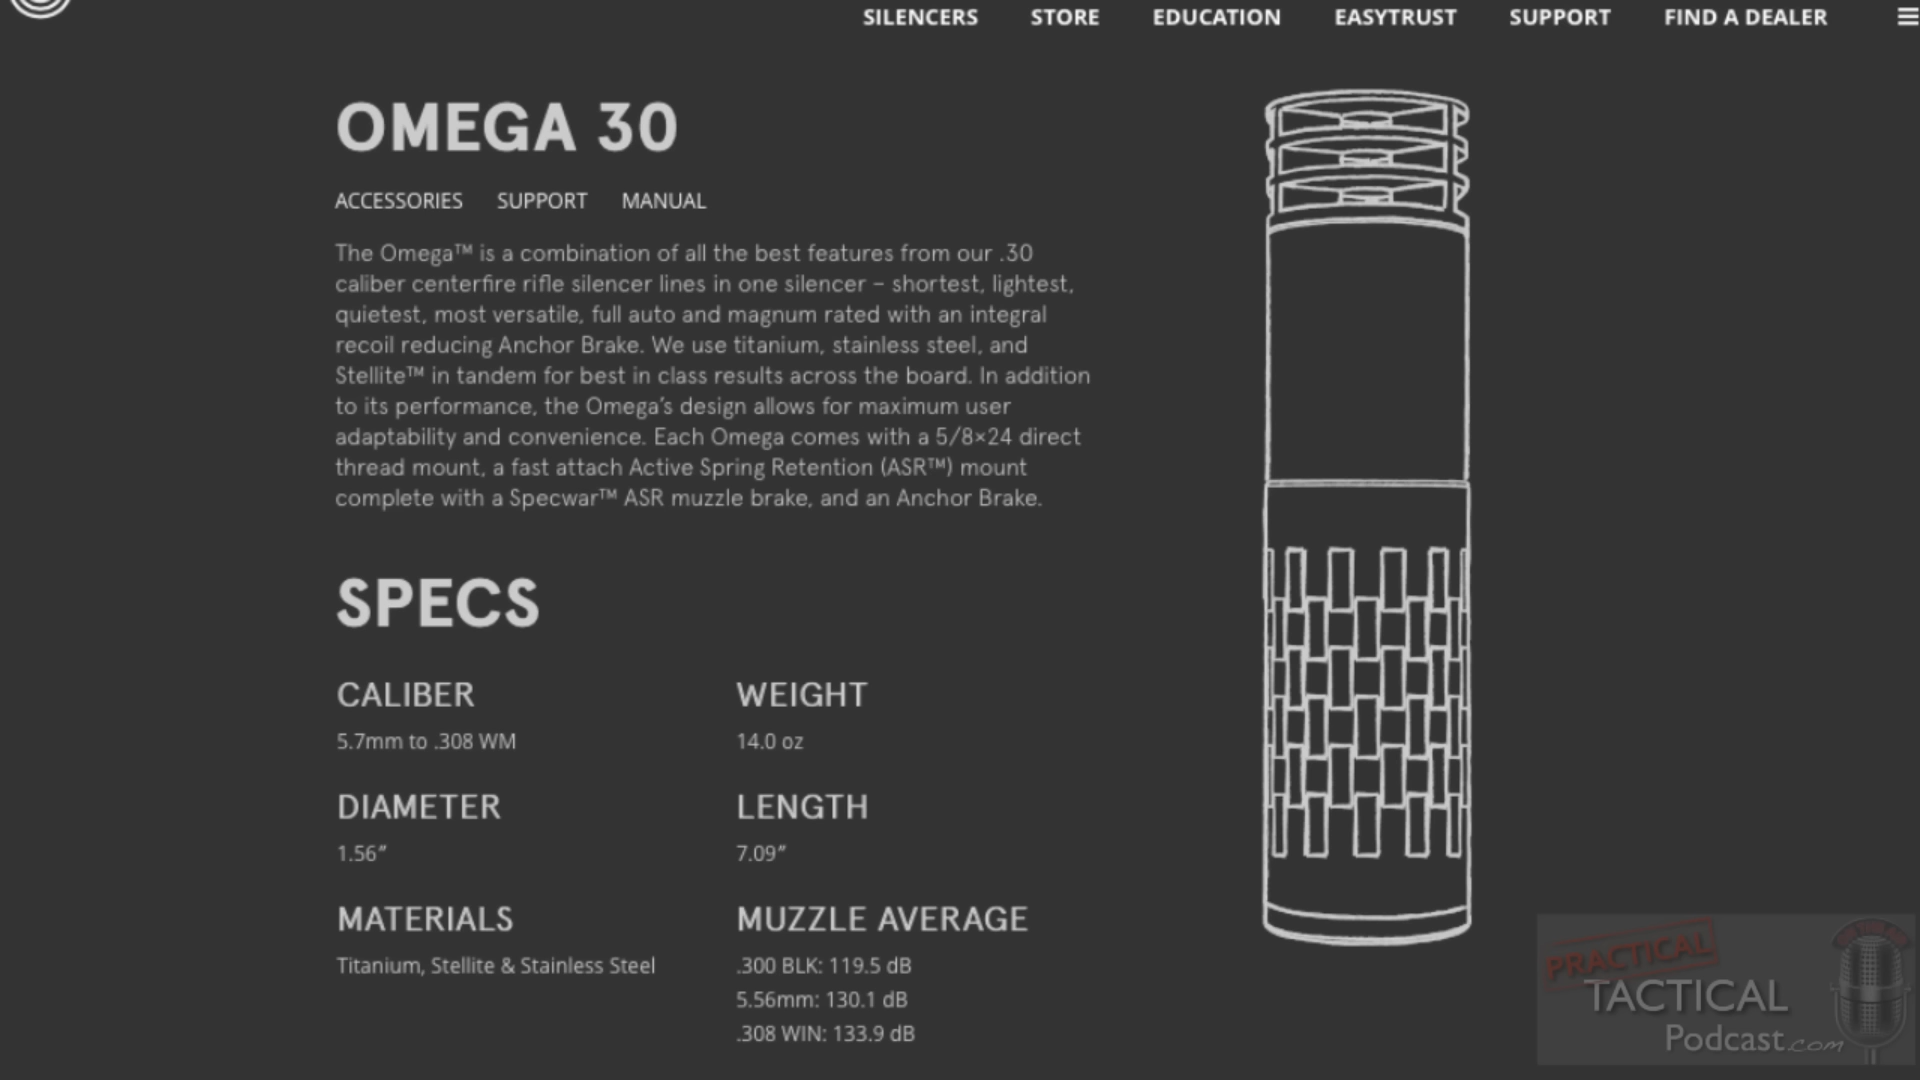 SILENCERS STORE EDUCATION EASYTRUST SUPPORT FIND A DEALER
OMEGA 30
ACCESSORIES SUPPORT MANUAL
The Omega™ is a combination of all the best features from our .30
caliber centerfire rifle silencer lines in one silencer – shortest, lightest,
quietest, most versatile, full auto and magnum rated with an integral
recoil reducing Anchor Brake. We use titanium, stainless steel, and
Stellite™ in tandem for best in class results across the board. In addition
to its performance, the Omega’s design allows for maximum user
adaptability and convenience. Each Omega comes with a 5/8×24 direct
thread mount, a fast attach Active Spring Retention (ASR™) mount
complete with a Specwar™ ASR muzzle brake, and an Anchor Brake.
SPECS
CALIBER
5.7mm to .308 WM
WEIGHT
14.0 oz
DIAMETER
1.56″
LENGTH
7.09″
MATERIALS
Titanium, Stellite & Stainless Steel
MUZZLE AVERAGE
.300 BLK: 119.5 dB
5.56mm: 130.1 dB
.308 WIN: 133.9 dB
PRACTICAL
TACTICAL
Podcast.com